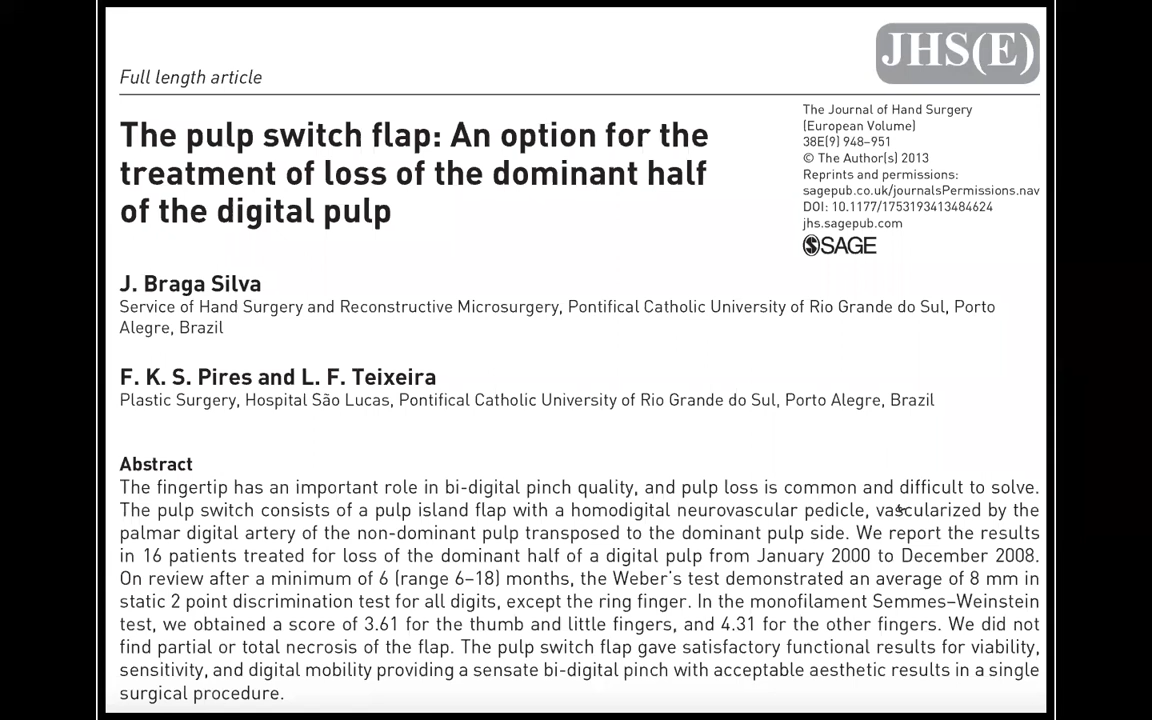 JHS(E)
Full length article
The Journal of Hand Surgery
(European Volume)
38E(9) 948–951
© The Author(s) 2013
Reprints and permissions:
sagepub.co.uk/journalsPermissions.nav
DOI: 10.1177/1753193413484624
jhs.sagepub.com
SAGE
The pulp switch flap: An option for the
treatment of loss of the dominant half
of the digital pulp
J. Braga Silva
Service of Hand Surgery and Reconstructive Microsurgery, Pontifical Catholic University of Rio Grande do Sul, Porto
Alegre, Brazil
F. K. S. Pires and L. F. Teixeira
Plastic Surgery, Hospital São Lucas, Pontifical Catholic University of Rio Grande do Sul, Porto Alegre, Brazil
Abstract
The fingertip has an important role in bi-digital pinch quality, and pulp loss is common and difficult to solve.
The pulp switch consists of a pulp island flap with a homodigital neurovascular pedicle, vascularized by the
palmar digital artery of the non-dominant pulp transposed to the dominant pulp side. We report the results
in 16 patients treated for loss of the dominant half of a digital pulp from January 2000 to December 2008.
On review after a minimum of 6 (range 6–18) months, the Weber's test demonstrated an average of 8 mm in
static 2 point discrimination test for all digits, except the ring finger. In the monofilament Semmes–Weinstein
test, we obtained a score of 3.61 for the thumb and little fingers, and 4.31 for the other fingers. We did not
find partial or total necrosis of the flap. The pulp switch flap gave satisfactory functional results for viability,
sensitivity, and digital mobility providing a sensate bi-digital pinch with acceptable aesthetic results in a single
surgical procedure.